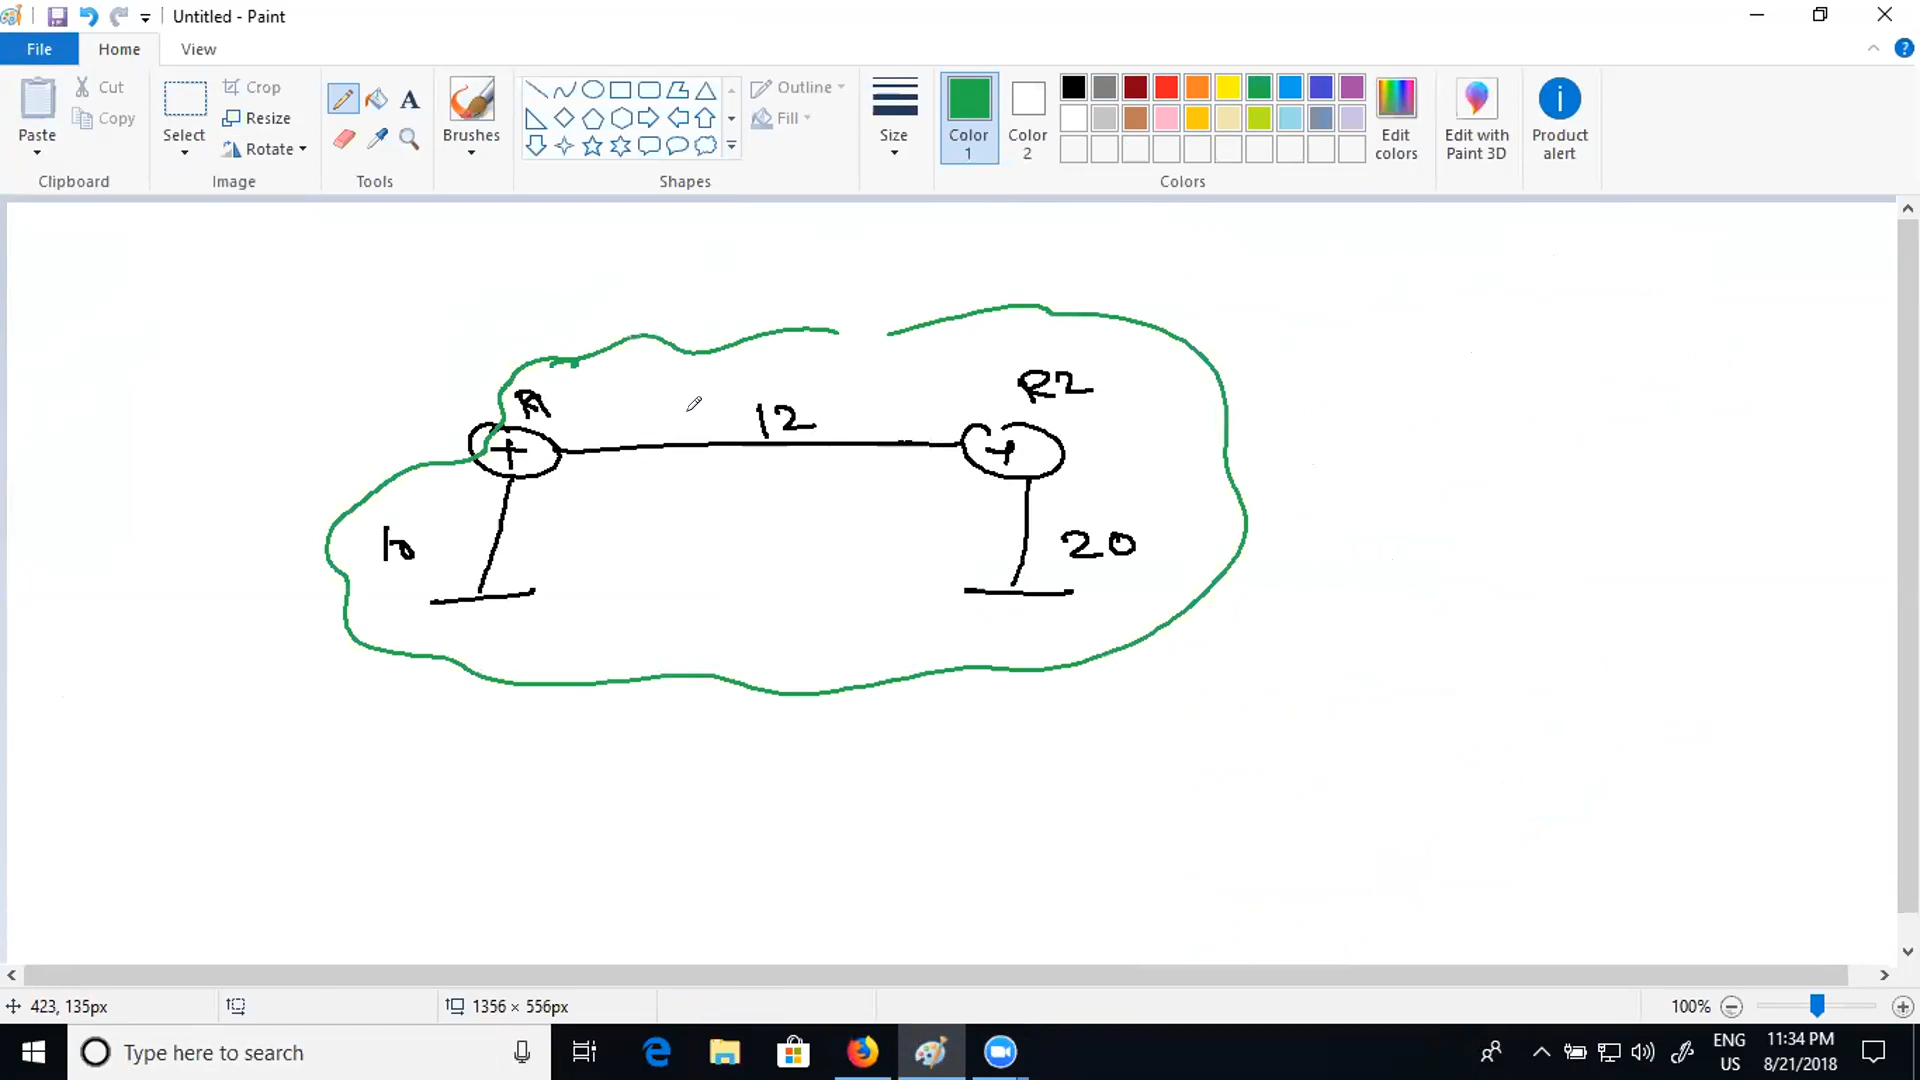 Untitled - Paint
File
Home
View
Paste
Cut
Copy
Clipboard
Select
Crop
Resize
Rotate
Image
Tools
Brushes
Shapes
Outline
Fill
Size
Color 1
Color 2
Edit colors
Colors
Edit with Paint 3D
Product alert
R2
12
10
20
423, 135px
1356 × 556px
100%
Type here to search
ENG
US
11:34 PM
8/21/2018